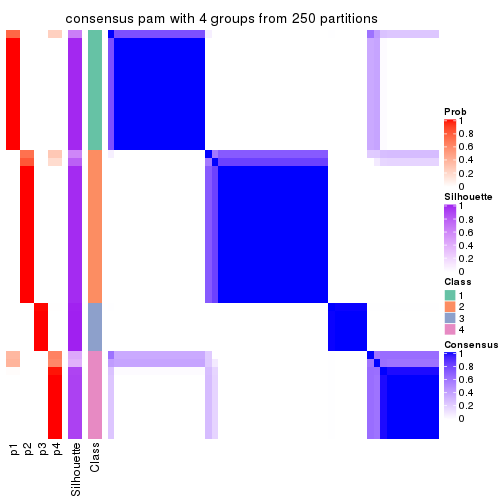 consensus pam with 4 groups from 250 partitions
Prob
1
0.8
0.6
0.4
0.2
0
Silhouette
1
0.8
0.6
0.4
0.2
0
Class
1
2
3
4
Consensus
1
0.8
0.6
0.4
0.2
0
p1
p2
p3
p4
Silhouette
Class